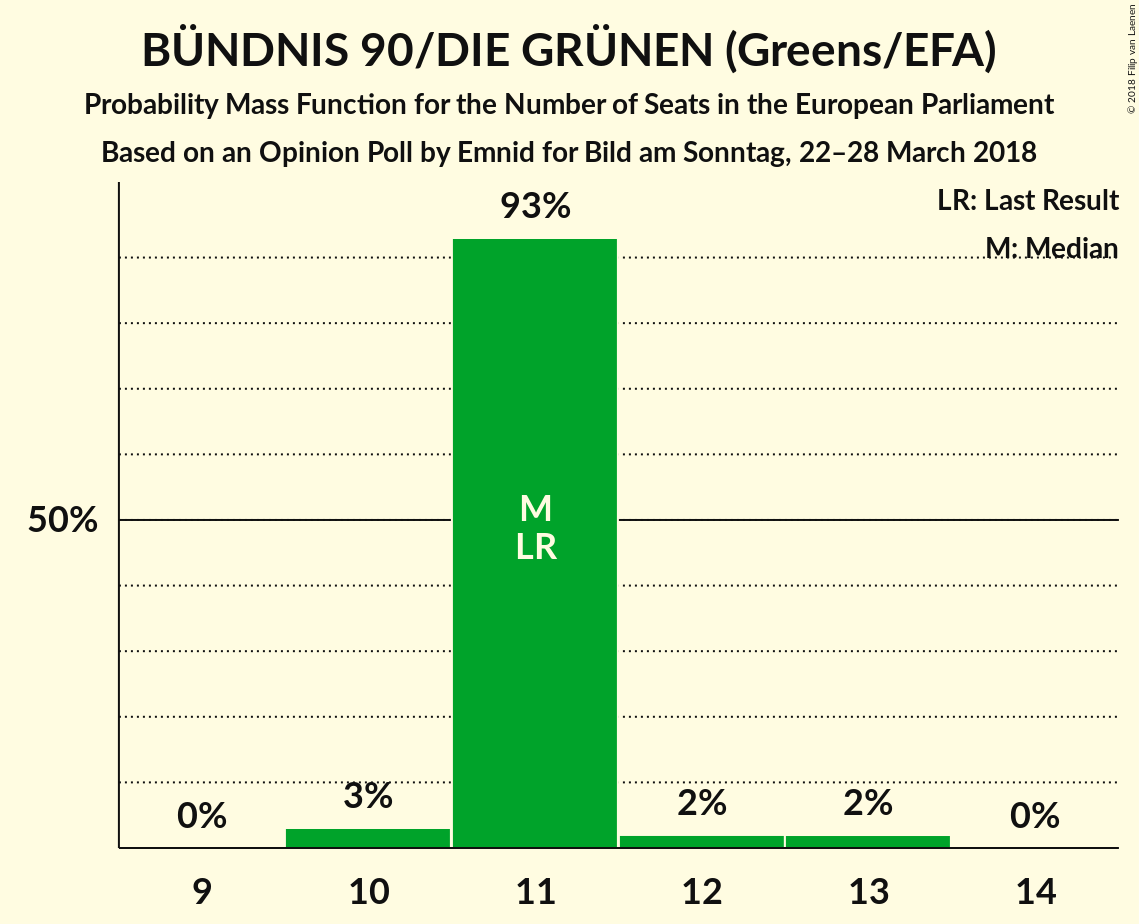 BÜNDNIS 90/DIE GRÜNEN (Greens/EFA)
Probability Mass Function for the Number of Seats in the European Parliament
Based on an Opinion Poll by Emnid for Bild am Sonntag, 22–28 March 2018
© 2018 Filip van Laenen
LR: Last Result
M: Median
93%
50%
M
LR
0%
3%
2%
2%
0%
9
10
11
12
13
14